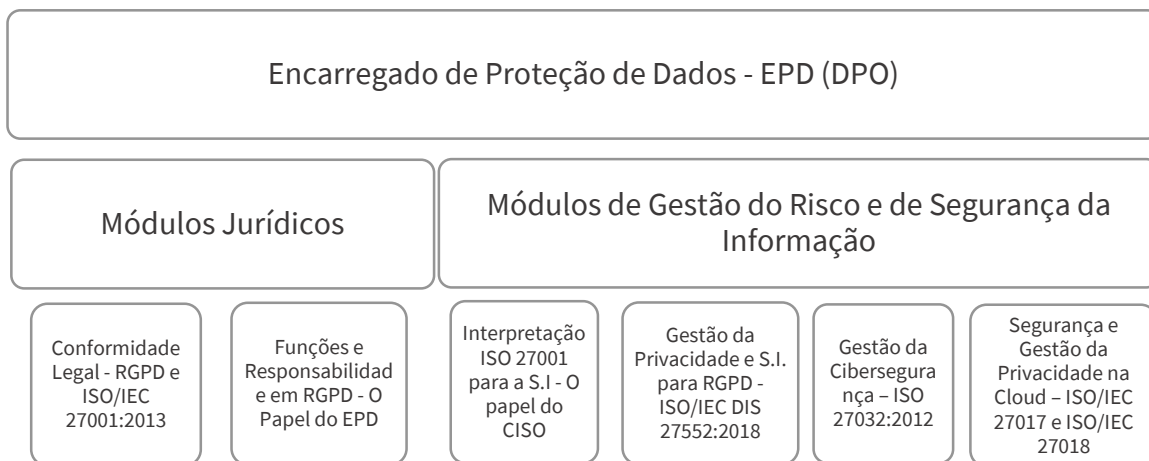 Encarregado de Proteção de Dados - EPD (DPO)
Módulos Jurídicos
Módulos de Gestão do Risco e de Segurança da
Informação
Conformidade
Legal - RGPD e
ISO/IEC
27001:2013
Funções e
Responsabilidad
e em RGPD - O
Papel do EPD
Interpretação
ISO 27001
para a S.I - O
papel do
CISO
Gestão da
Privacidade e S.I.
para RGPD -
ISO/IEC DIS
27552:2018
Gestão da
Cibersegura
nça – ISO
27032:2012
Segurança e
Gestão da
Privacidade na
Cloud – ISO/IEC
27017 e ISO/IEC
27018